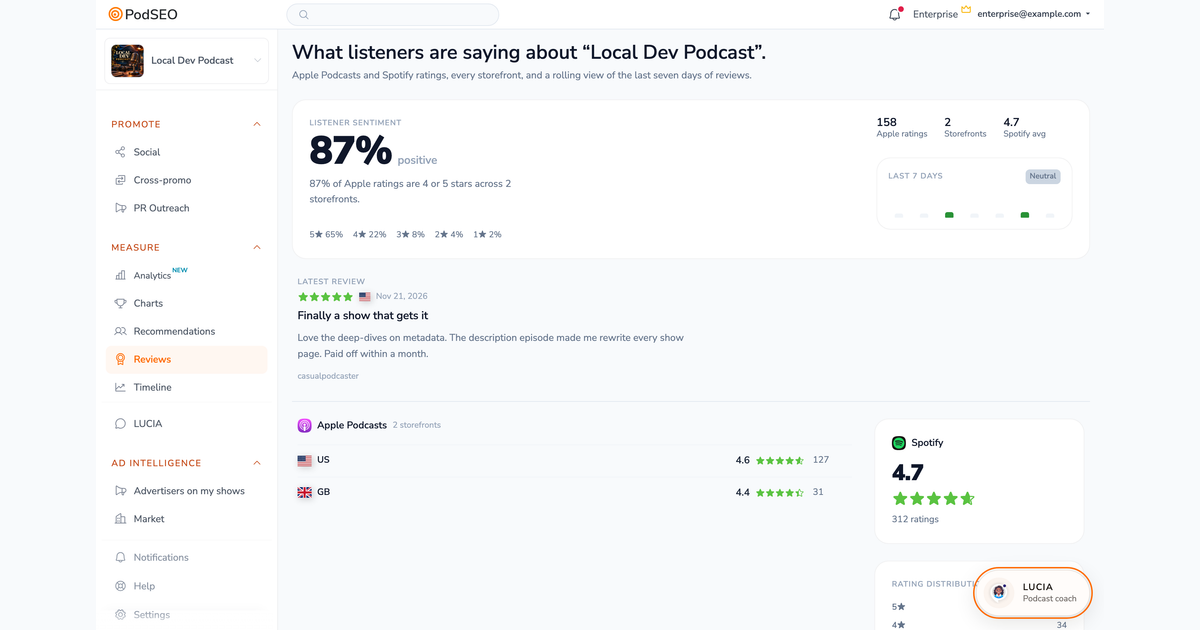 PodSEO
Enterprise
enterprise@example.com
Local Dev Podcast
PROMOTE
Social
Cross-promo
PR Outreach
MEASURE
Analytics NEW
Charts
Recommendations
Reviews
Timeline
LUCIA
AD INTELLIGENCE
Advertisers on my shows
Market
Notifications
Help
Settings
What listeners are saying about “Local Dev Podcast”.
Apple Podcasts and Spotify ratings, every storefront, and a rolling view of the last seven days of reviews.
LISTENER SENTIMENT
87% positive
87% of Apple ratings are 4 or 5 stars across 2
storefronts.
5★ 65% 4★ 22% 3★ 8% 2★ 4% 1★ 2%
158 2 4.7
Apple ratings Storefronts Spotify avg
LAST 7 DAYS Neutral
LATEST REVIEW
Nov 21, 2026
Finally a show that gets it
Love the deep-dives on metadata. The description episode made me rewrite every show
page. Paid off within a month.
casualpodcaster
Apple Podcasts 2 storefronts
US 4.6 127
GB 4.4 31
Spotify
4.7
312 ratings
RATING DISTRIBUTI
5★
4★ 34
LUCIA
Podcast coach